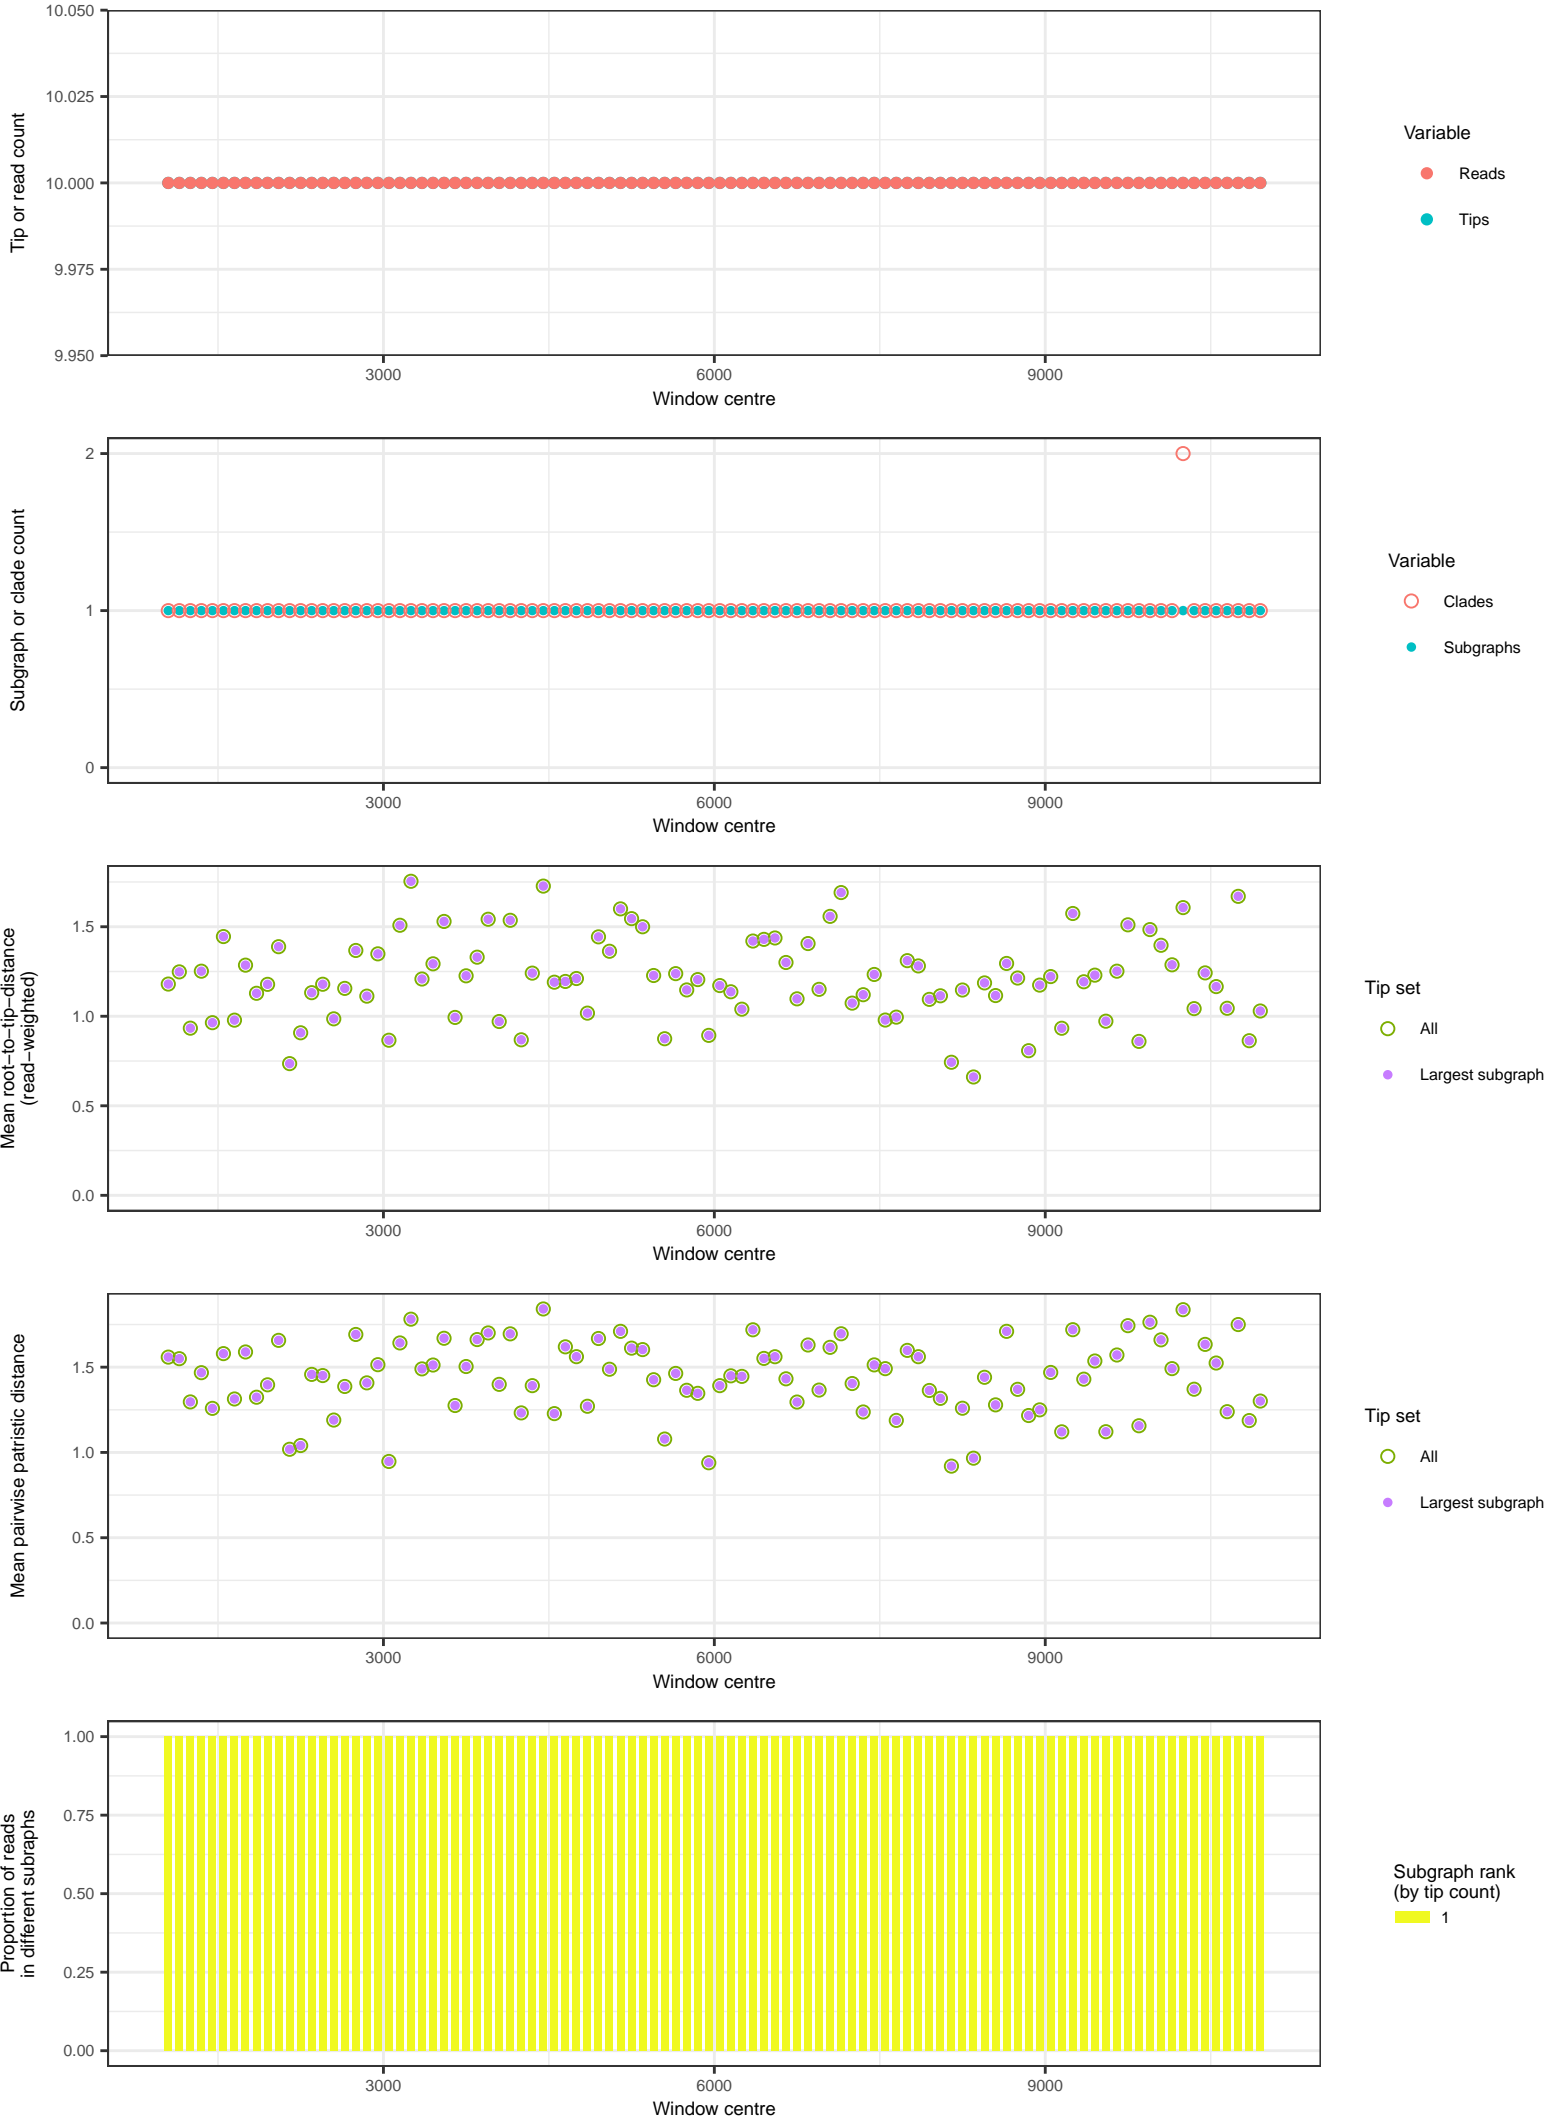 10.050
10.025
10.000
9.975
9.950
Tip or read count
3000
6000
9000
Window centre
Variable
Reads
Tips
2
1
0
Subgraph or clade count
3000
6000
9000
Window centre
Variable
Clades
Subgraphs
1.5
1.0
0.5
0.0
Mean root−to−tip−distance
(read−weighted)
3000
6000
9000
Window centre
Tip set
All
Largest subgraph
1.5
1.0
0.5
0.0
Mean pairwise patristic distance
3000
6000
9000
Window centre
Tip set
All
Largest subgraph
1.00
0.75
0.50
0.25
0.00
Proportion of reads
in different subraphs
3000
6000
9000
Window centre
Subgraph rank
(by tip count)
1